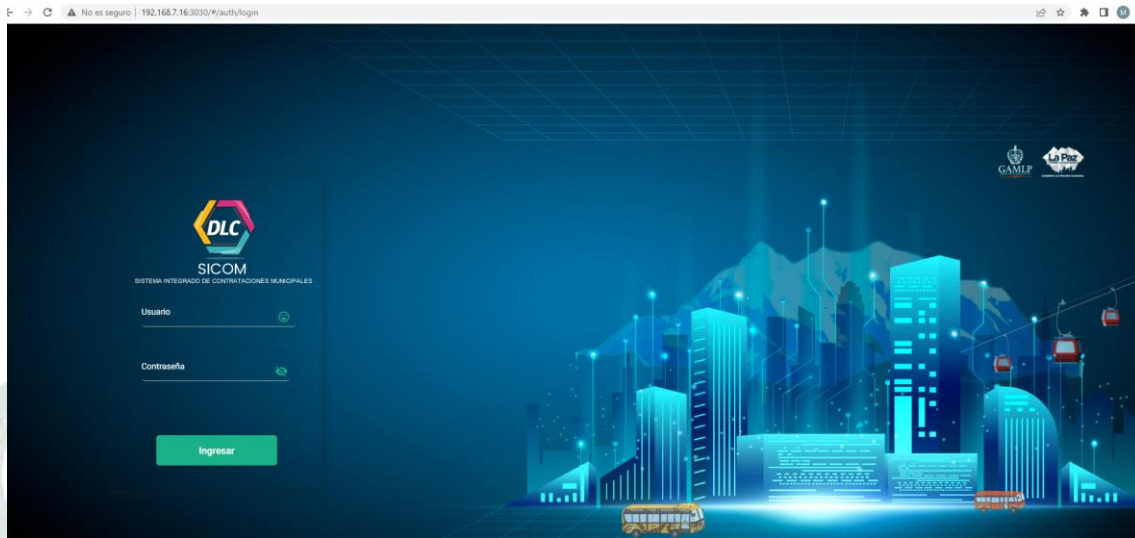 No es seguro | 192.168.7.16:3030/#/auth/login
M
GAMLP
La Paz
DLC
SICOM
SISTEMA INTEGRADO DE CONTRATACIONES MUNICIPALES
Usuario
Contraseña
Ingresar